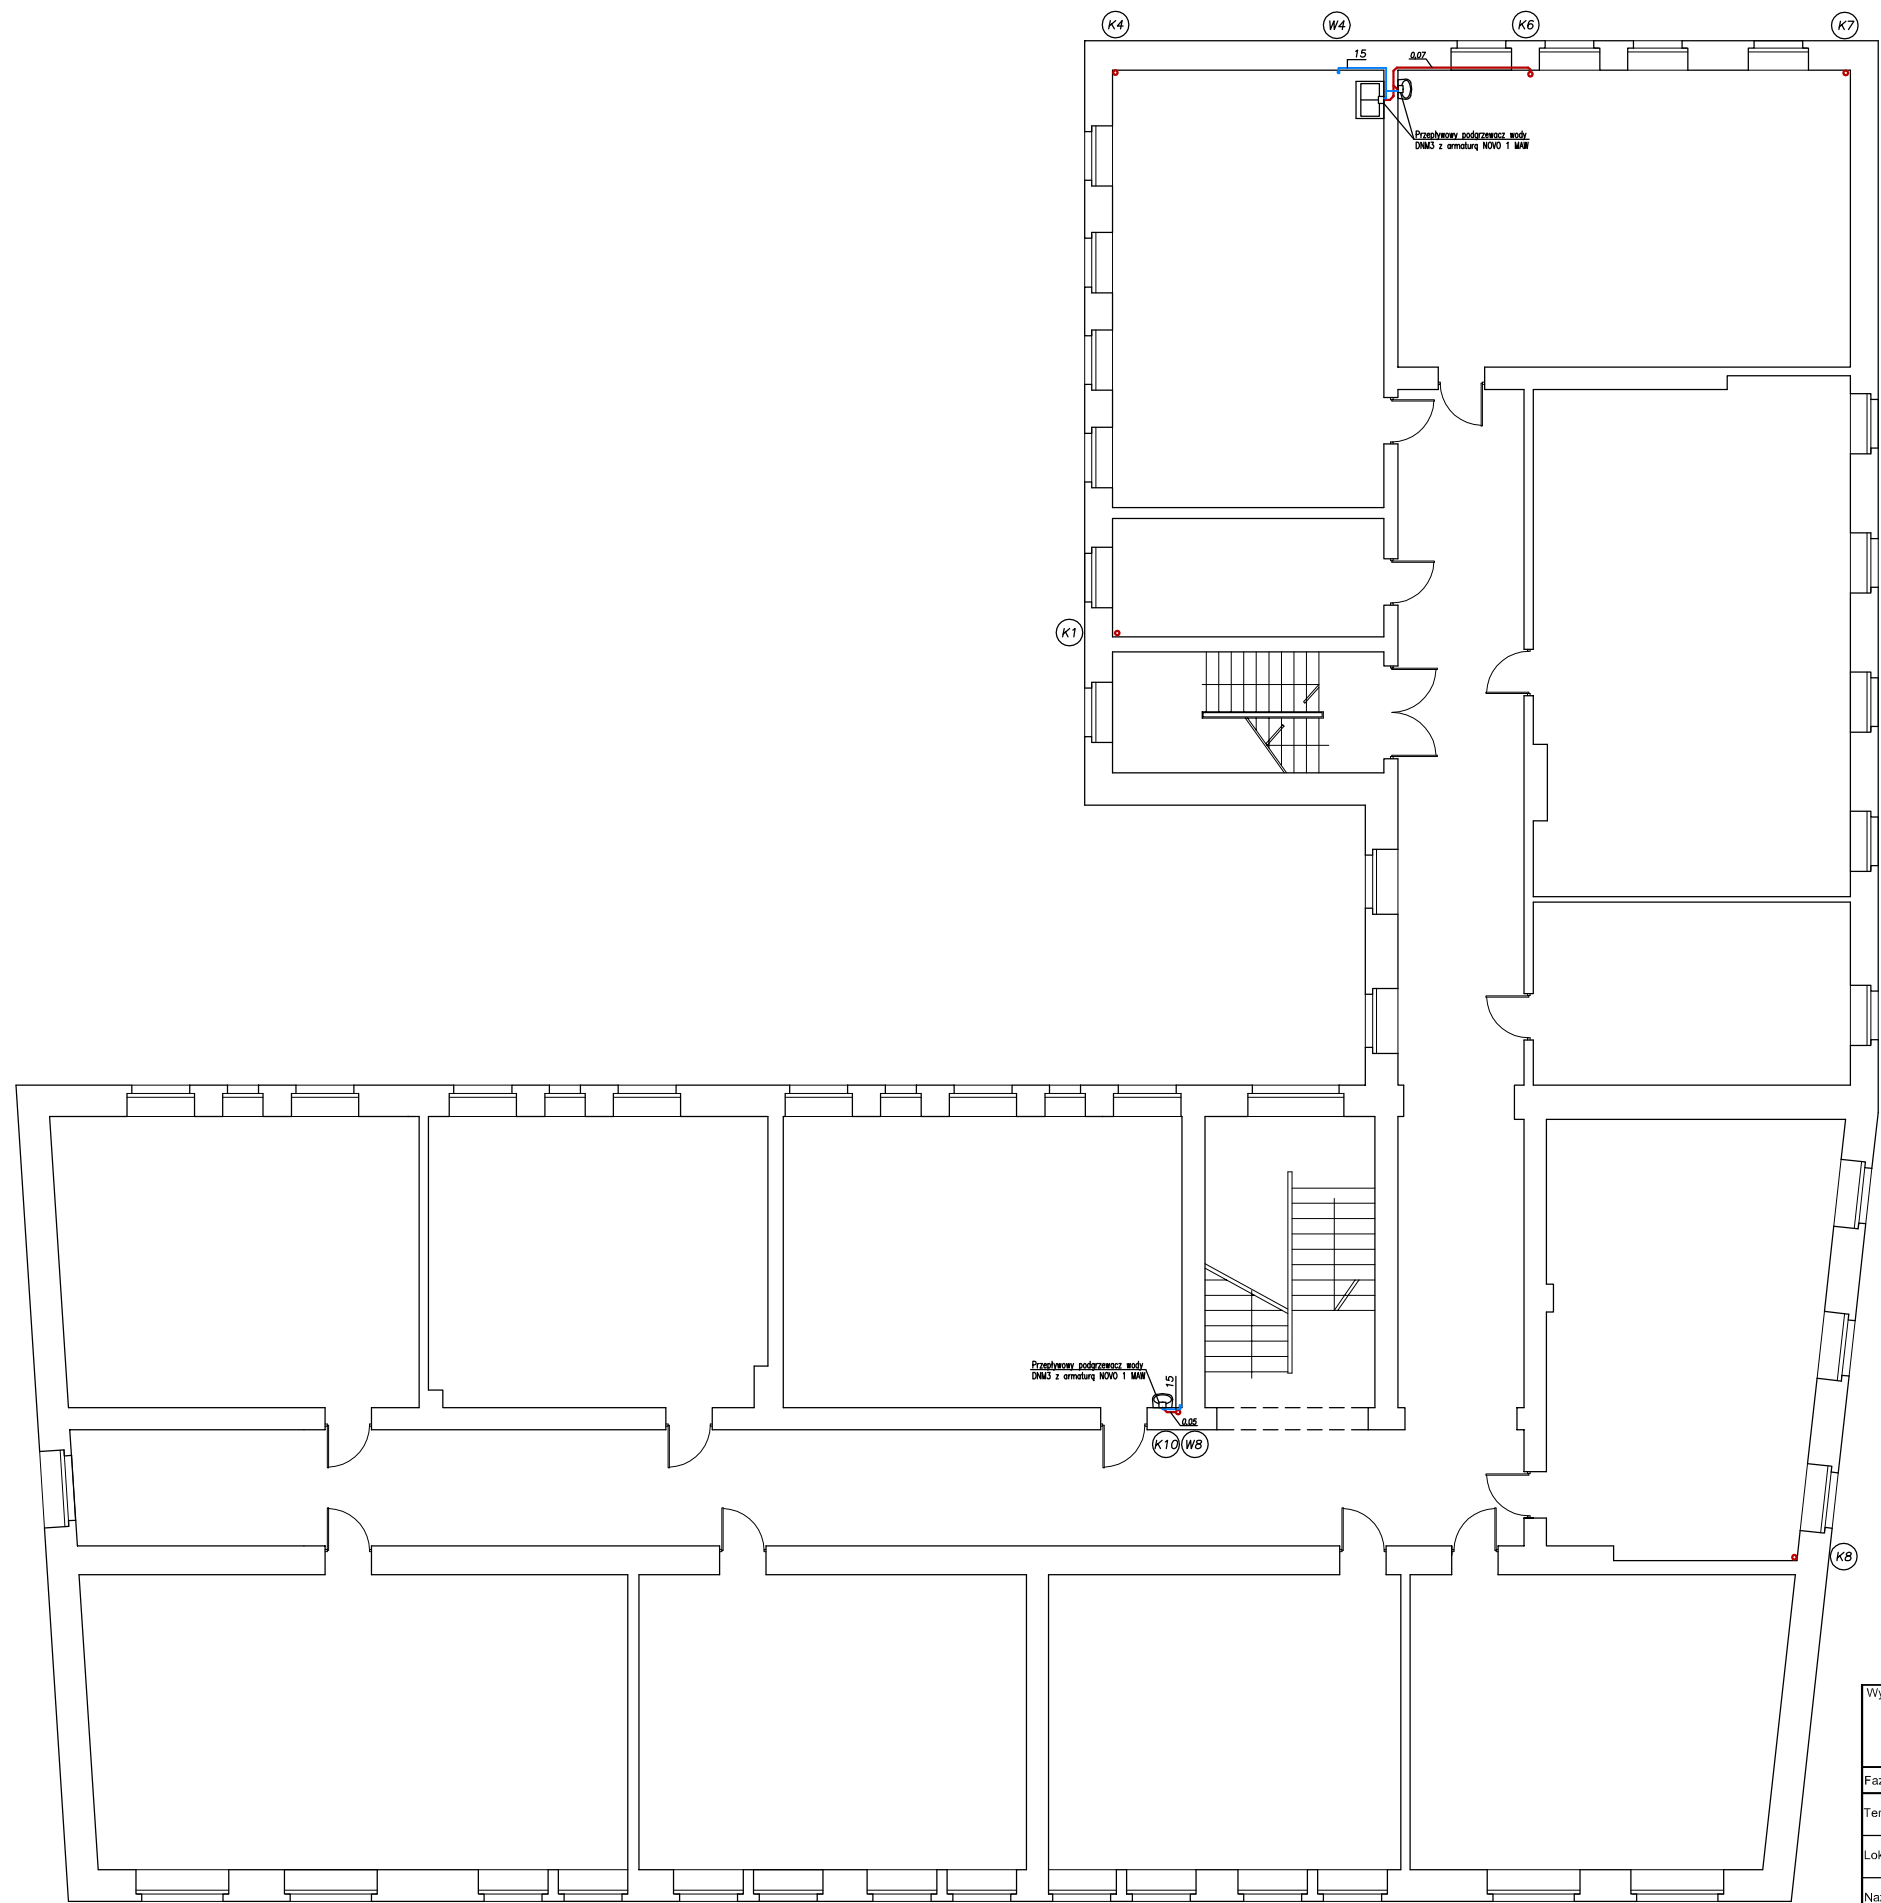 K4
W4
K6
K7
15
0.07
Przepływowy podgrzewacz wody
DNM3 z armaturą NOVO 1 MAW
K1
Przepływowy podgrzewacz wody
DNM3 z armaturą NOVO 1 MAW
15
0.05
K10
W8
K8